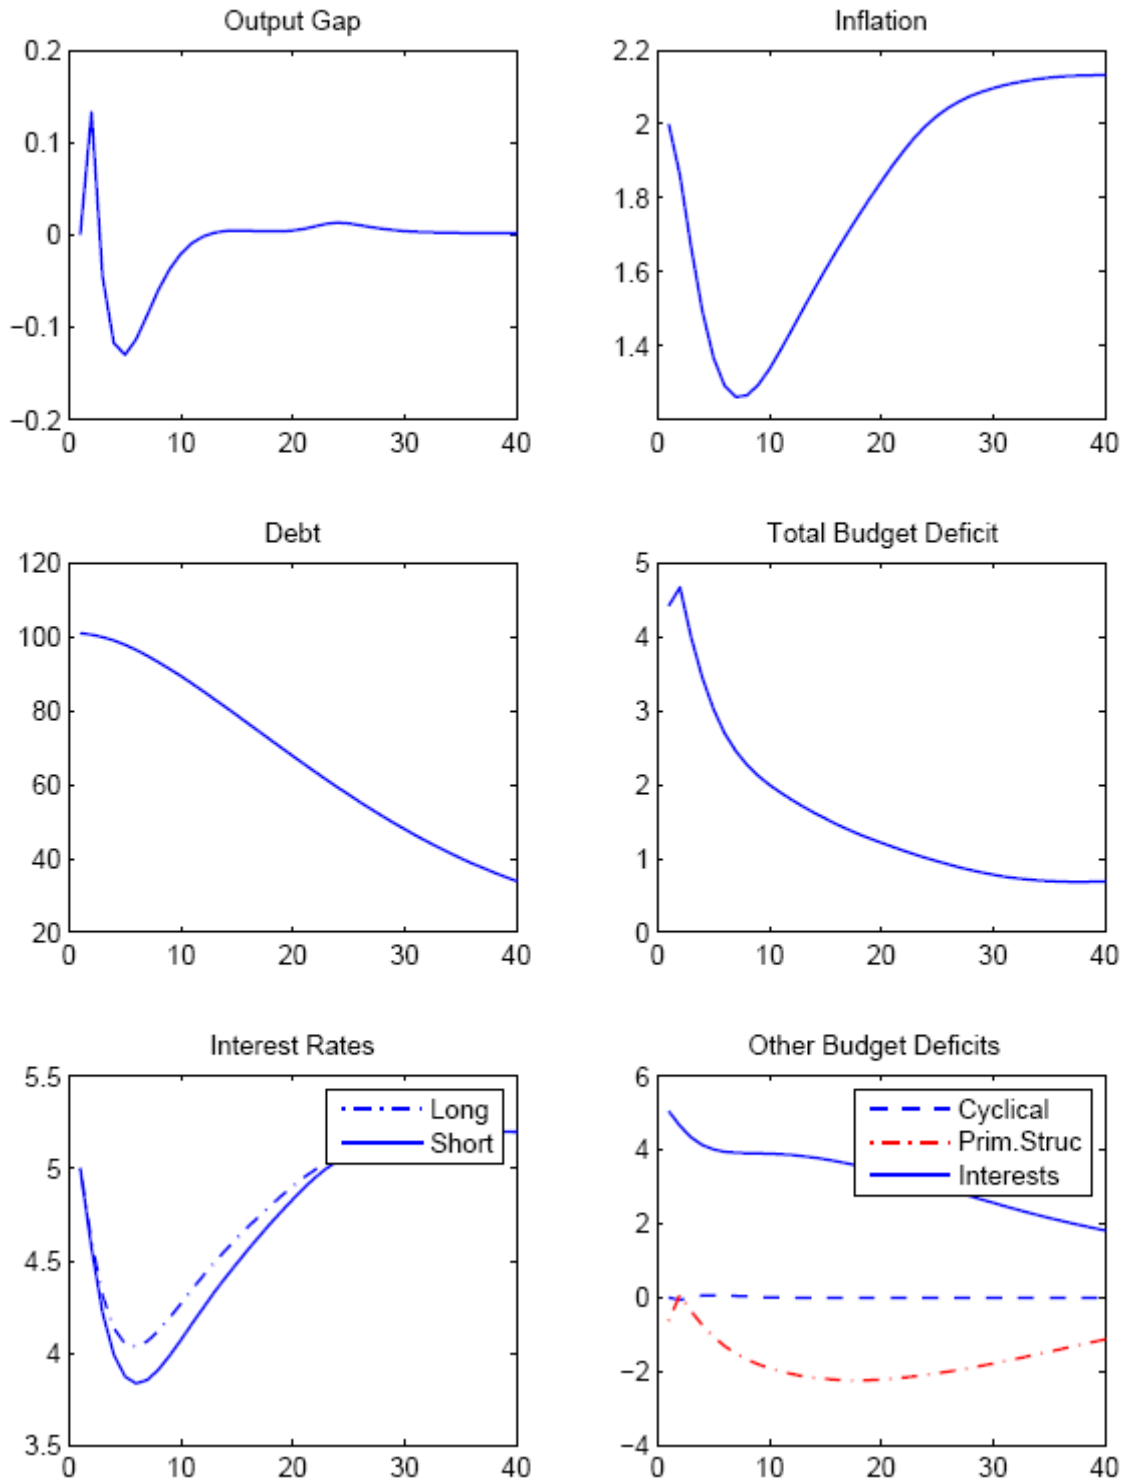 Output Gap
0.2
0.1
0
−0.1
−0.2
0 10 20 30 40
Inflation
2.2
2
1.8
1.6
1.4
0 10 20 30 40
Debt
120
100
80
60
40
20
0 10 20 30 40
Total Budget Deficit
5
4
3
2
1
0
0 10 20 30 40
Interest Rates
5.5
5
4.5
4
3.5
Long
Short
0 10 20 30 40
Other Budget Deficits
6
4
2
0
−2
−4
Cyclical
Prim.Struc
Interests
0 10 20 30 40